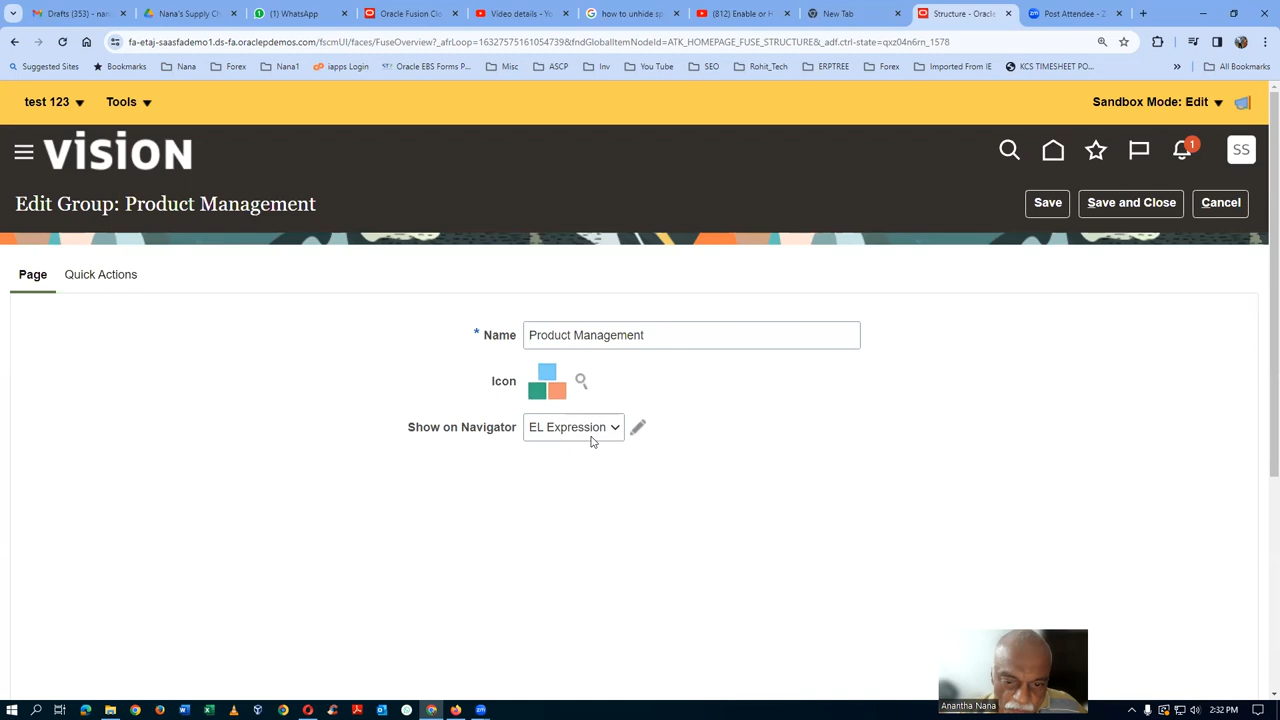 Drafts (353) - nanar
Nana's Supply Ch
(1) WhatsApp
Oracle Fusion Clo
Video details - Yo
how to unhide sp
(812) Enable or H
New Tab
Structure - Oracle
Post Attendee - Z
fa-etaj-saasfademo1.ds-fa.oraclepdemos.com/fscmUI/faces/FuseOverview?_afrLoop=16327575161054739&fndGlobalItemNodeId=ATK_HOMEPAGE_FUSE_STRUCTURE&_adf.ctrl-state=qxz04n6rn_1578
Suggested Sites
Bookmarks
Nana
Forex
Nana1
iapps Login
Oracle EBS Forms P...
Misc
ASCP
Inv
You Tube
SEO
Rohit_Tech
ERPTREE
Forex
Imported From IE
KCS TIMESHEET PO...
»
All Bookmarks
test 123
Tools
Sandbox Mode: Edit
vision
1
SS
Edit Group: Product Management
Save
Save and Close
Cancel
Page
Quick Actions
* Name
Product Management
Icon
Show on Navigator
EL Expression
Anantha Nana
2:32 PM